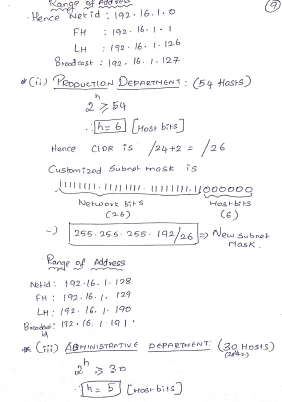 Range of Address
(9)
Hence Netid : 192.16.1.0
FH : 192.16.1.1
LH : 192.16.1.126
Broadcast : 192.16.1.127
* (ii) PRODUCTION DEPARTMENT : (54 Hosts)
2^h ≥ 54
∴ h = 6 [Host bits]
Hence CIDR is /24+2 = /26
Customized Subnet mask is
11111111.11111111.11111111.11000000
Network bits Host bits
(26) (6)
=) 255.255.255.192/26 => New Subnet Mask.
Range of Address
Netid : 192.16.1.128
FH : 192.16.1.129
LH : 192.16.1.190
Broadcast : 192.16.1.191
* (iii) ADMINISTRATIVE DEPARTMENT : (30 Hosts)
2^h ≥ 30
∴ h = 5 [Host bits]